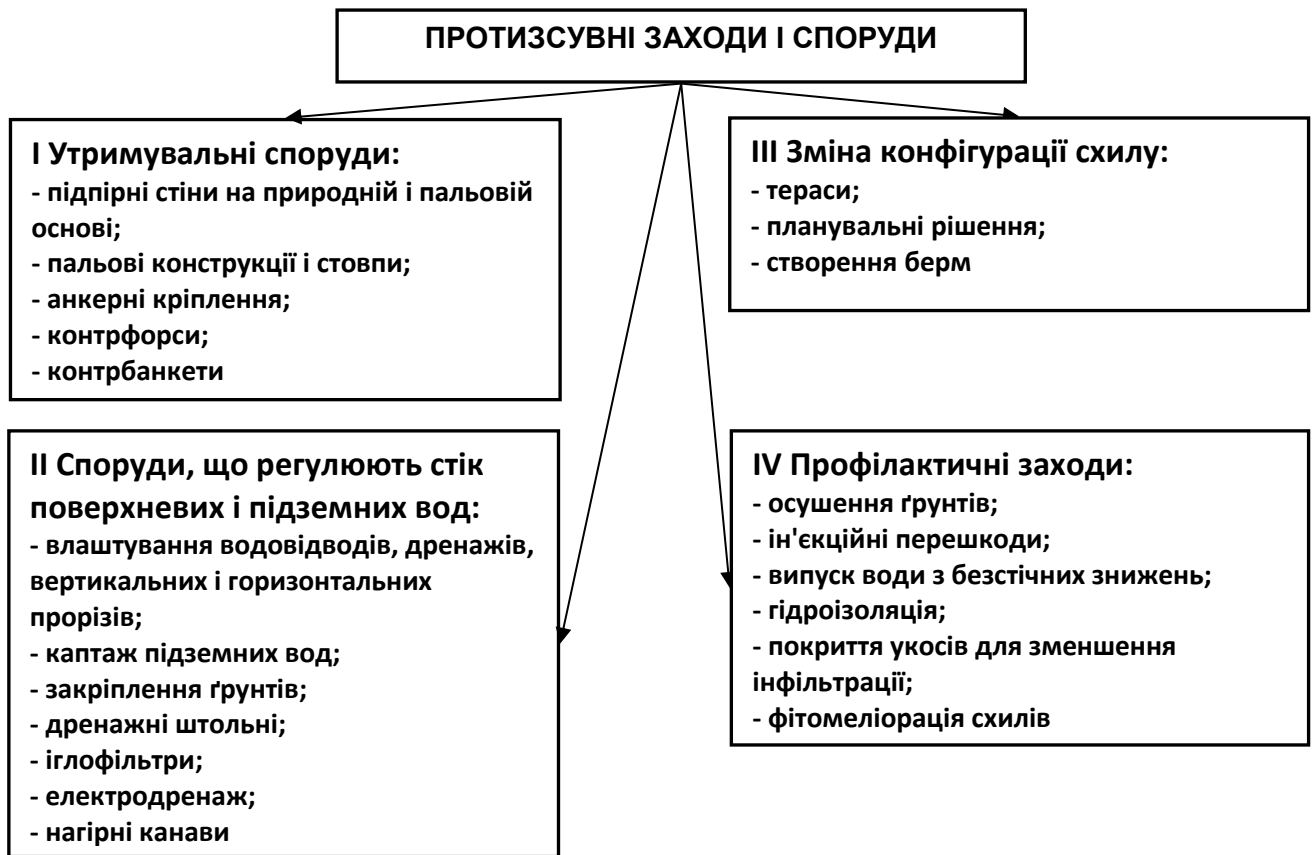 ПРОТИЗСУВНІ ЗАХОДИ І СПОРУДИ
І Утримувальні споруди:
- підпірні стіни на природній і пальовій
основі;
- пальові конструкції і стовпи;
- анкерні кріплення;
- контрфорси;
- контрбанкети
ІІ Споруди, що регулюють стік
поверхневих і підземних вод:
- влаштування водовідводів, дренажів,
вертикальних і горизонтальних
прорізів;
- каптаж підземних вод;
- закріплення ґрунтів;
- дренажні штольні;
- іглофільтри;
- електродренаж;
- нагірні канави
ІІІ Зміна конфігурації схилу:
- тераси;
- планувальні рішення;
- створення берм
IV Профілактичні заходи:
- осушення ґрунтів;
- ін'єкційні перешкоди;
- випуск води з безстічних знижень;
- гідроізоляція;
- покриття укосів для зменшення
інфільтрації;
- фітомеліорація схилів